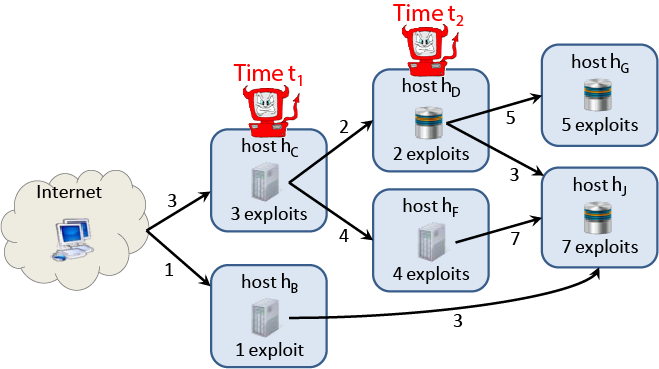 Time t2
Time t1
host hG
5 exploits
host hD
2 exploits
5
2
3
host hC
3 exploits
Internet
3
4
1
host hF
4 exploits
7
host hJ
7 exploits
host hB
1 exploit
3